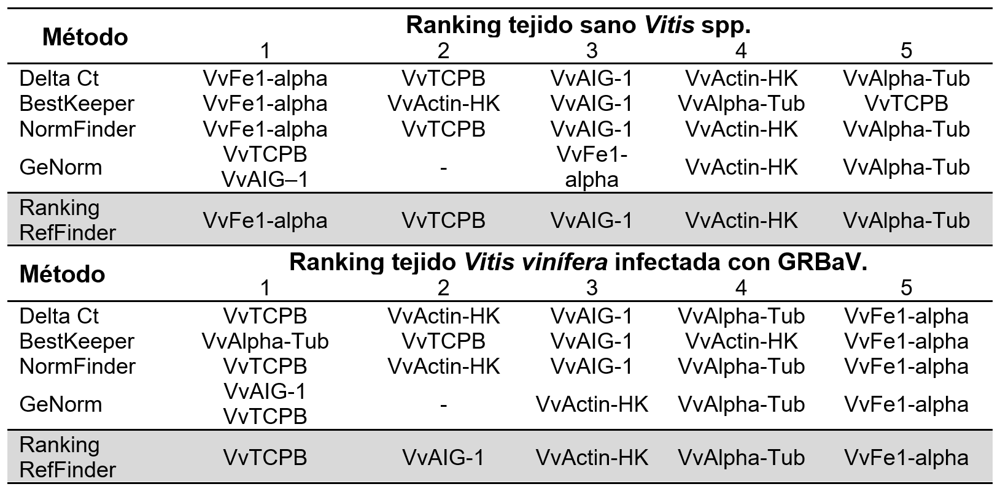 Método Ranking tejido sano Vitis spp.
1 2 3 4 5
Delta Ct VvFe1-alpha VvTCPB VvAIG-1 VvActin-HK VvAlpha-Tub
BestKeeper VvFe1-alpha VvActin-HK VvAIG-1 VvAlpha-Tub VvTCPB
NormFinder VvFe1-alpha VvTCPB VvAIG-1 VvActin-HK VvAlpha-Tub
GeNorm VvTCPB
VvAIG–1 - VvFe1-
alpha VvActin-HK VvAlpha-Tub
Ranking
RefFinder VvFe1-alpha VvTCPB VvAIG-1 VvActin-HK VvAlpha-Tub
Método Ranking tejido Vitis vinífera infectada con GRBaV.
1 2 3 4 5
Delta Ct VvTCPB VvActin-HK VvAIG-1 VvAlpha-Tub VvFe1-alpha
BestKeeper VvAlpha-Tub VvTCPB VvAIG-1 VvActin-HK VvFe1-alpha
NormFinder VvTCPB VvActin-HK VvAIG-1 VvAlpha-Tub VvFe1-alpha
GeNorm VvAIG-1
VvTCPB - VvActin-HK VvAlpha-Tub VvFe1-alpha
Ranking
RefFinder VvTCPB VvAIG-1 VvActin-HK VvAlpha-Tub VvFe1-alpha